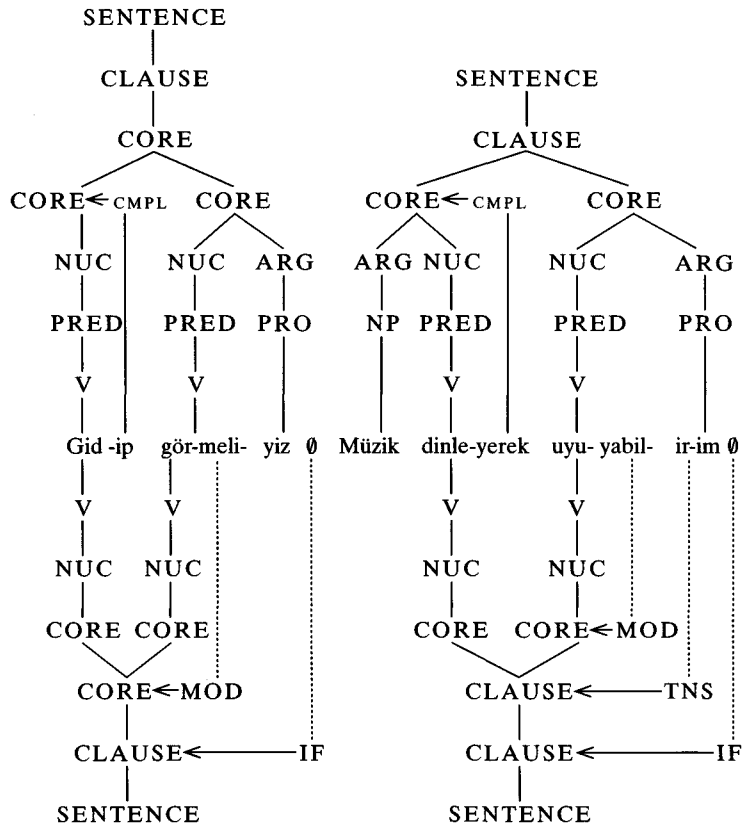 SENTENCE
CLAUSE SENTENCE
CORE CLAUSE
CORE CMPL CORE CORE CMPL CORE
NUC NUC ARG ARG NUC NUC ARG
PRED PRED PRO NP PRED PRED PRO
V V V V
Gid -ip gör-meli- yiz Ø Müzik dinle-yerek uyu- yabil- ir-im Ø
V V V V
NUC NUC NUC NUC
CORE CORE CORE CORE MOD
CORE MOD CLAUSE TNS
CLAUSE IF CLAUSE IF
SENTENCE SENTENCE